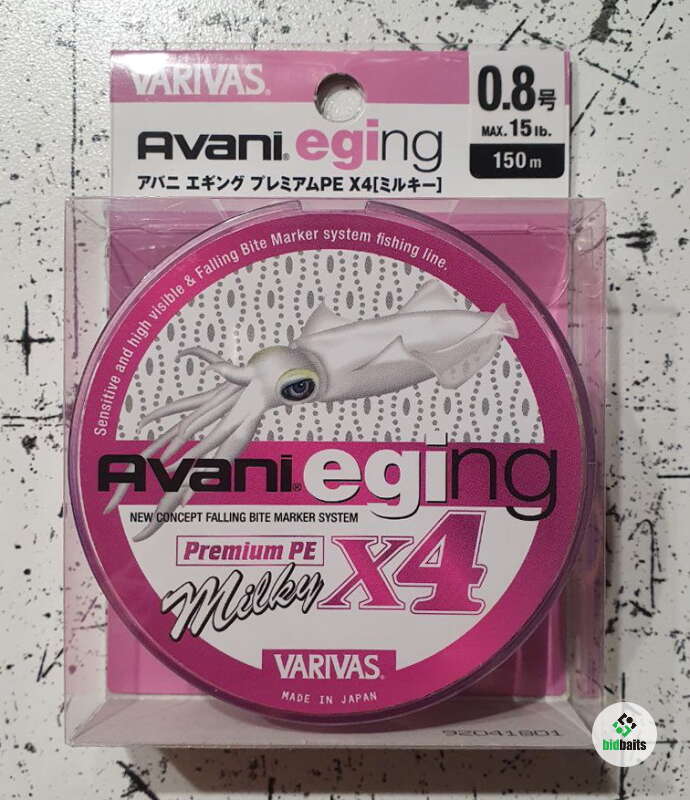 VARIVAS®
0.8号
MAX. 15 lb.
150m
Avani® eging
アバニ エギング プレミアムPE X4[ミルキー]
Sensitive and high visible & Falling Bite Marker system fishing line.
Avani® eging
NEW CONCEPT FALLING BITE MARKER SYSTEM
Premium PE
Milky X4
VARIVAS®
MADE IN JAPAN
bidbaits